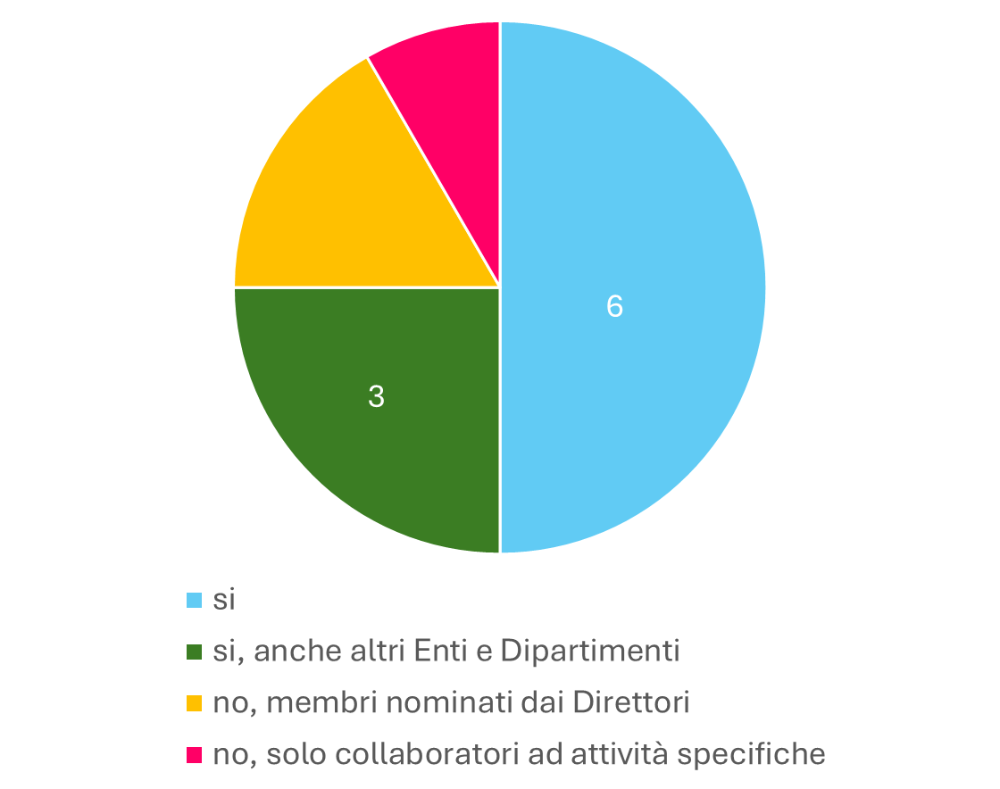 6
3
si
si, anche altri Enti e Dipartimenti
no, membri nominati dai Direttori
no, solo collaboratori ad attività specifiche